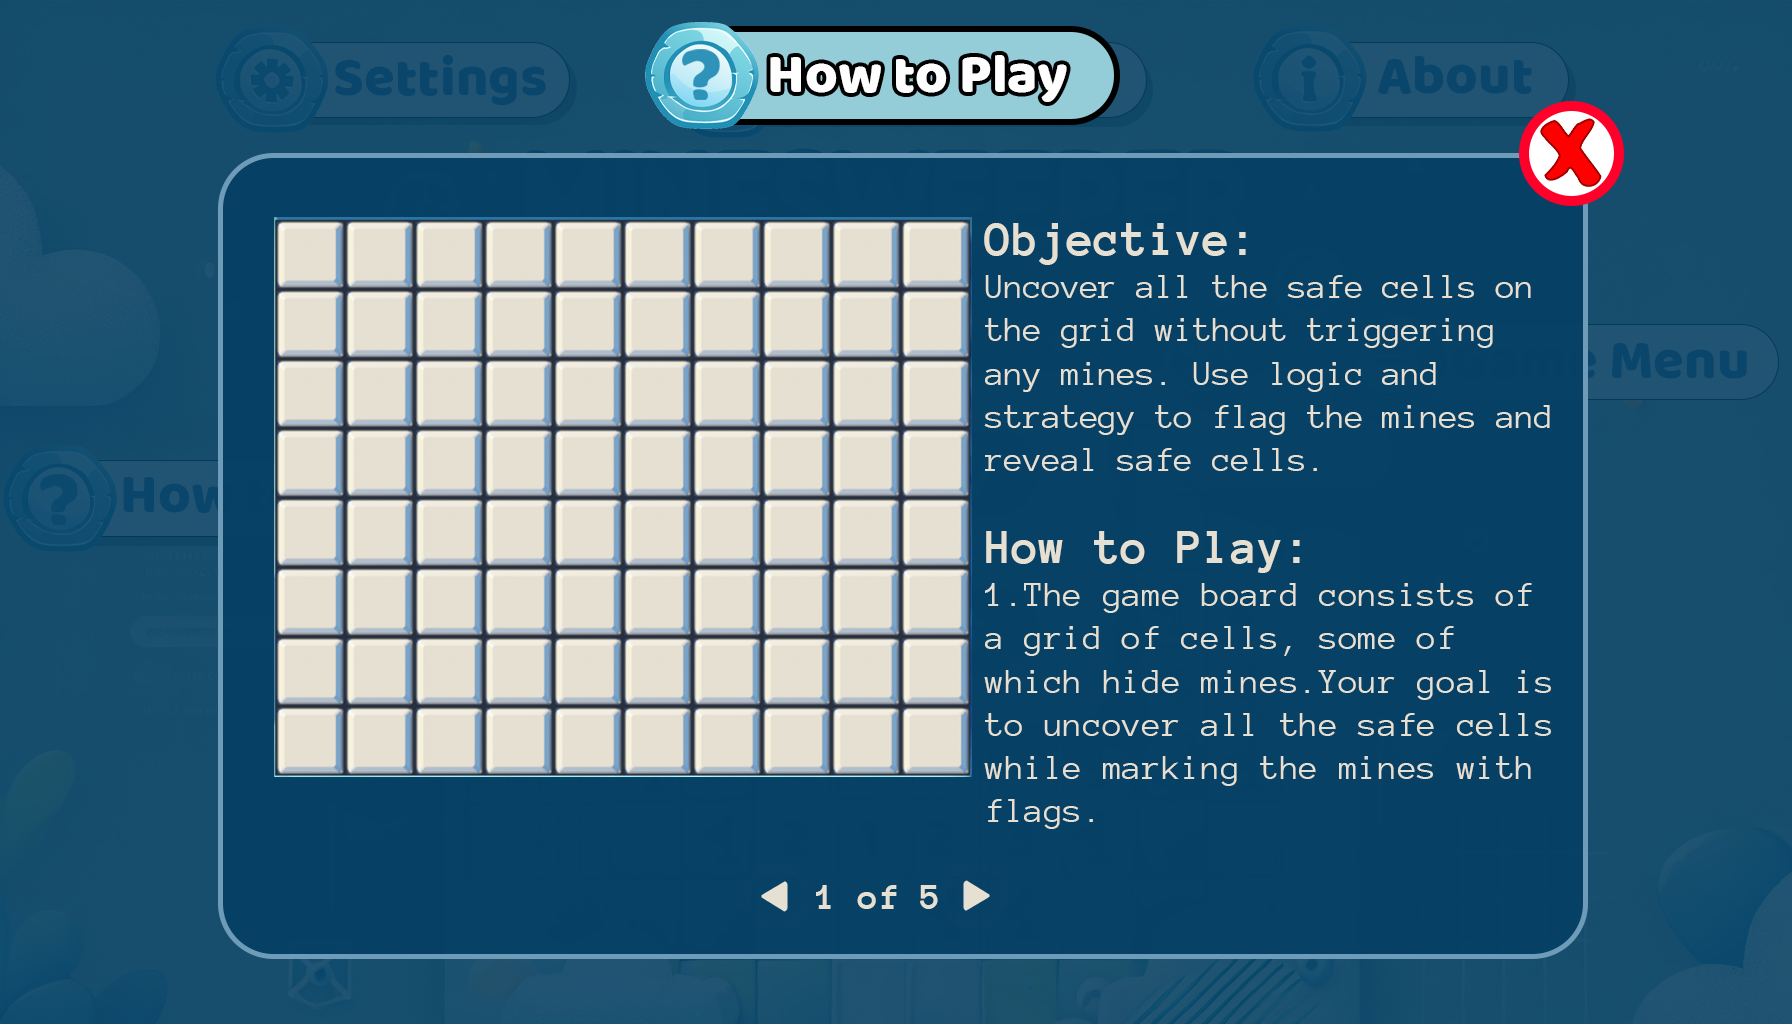 Settings
How to Play
About
Objective:
Uncover all the safe cells on
the grid without triggering
any mines. Use logic and
strategy to flag the mines and
reveal safe cells.
Menu
How
How to Play:
1.The game board consists of
a grid of cells, some of
which hide mines.Your goal is
to uncover all the safe cells
while marking the mines with
flags.
1 of 5